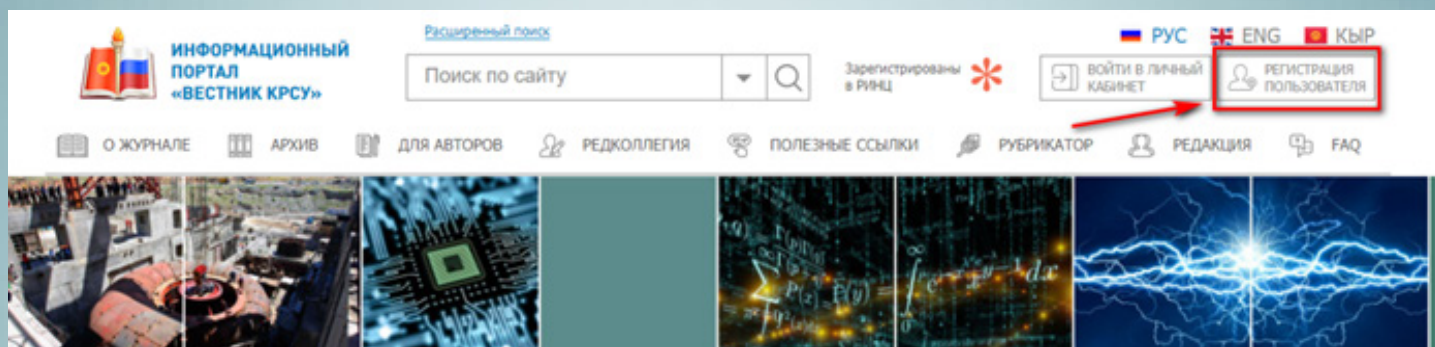 ИНФОРМАЦИОННЫЙ
ПОРТАЛ
«ВЕСТНИК КРСУ»
Расширенный поиск
Поиск по сайту
Зарегистрированы
в РИНЦ
РУС ENG КЫР
ВОЙТИ В ЛИЧНЫЙ
КАБИНЕТ
РЕГИСТРАЦИЯ
ПОЛЬЗОВАТЕЛЯ
О ЖУРНАЛЕ АРХИВ ДЛЯ АВТОРОВ РЕДКОЛЛЕГИЯ ПОЛЕЗНЫЕ ССЫЛКИ РУБРИКАТОР РЕДАКЦИЯ FAQ